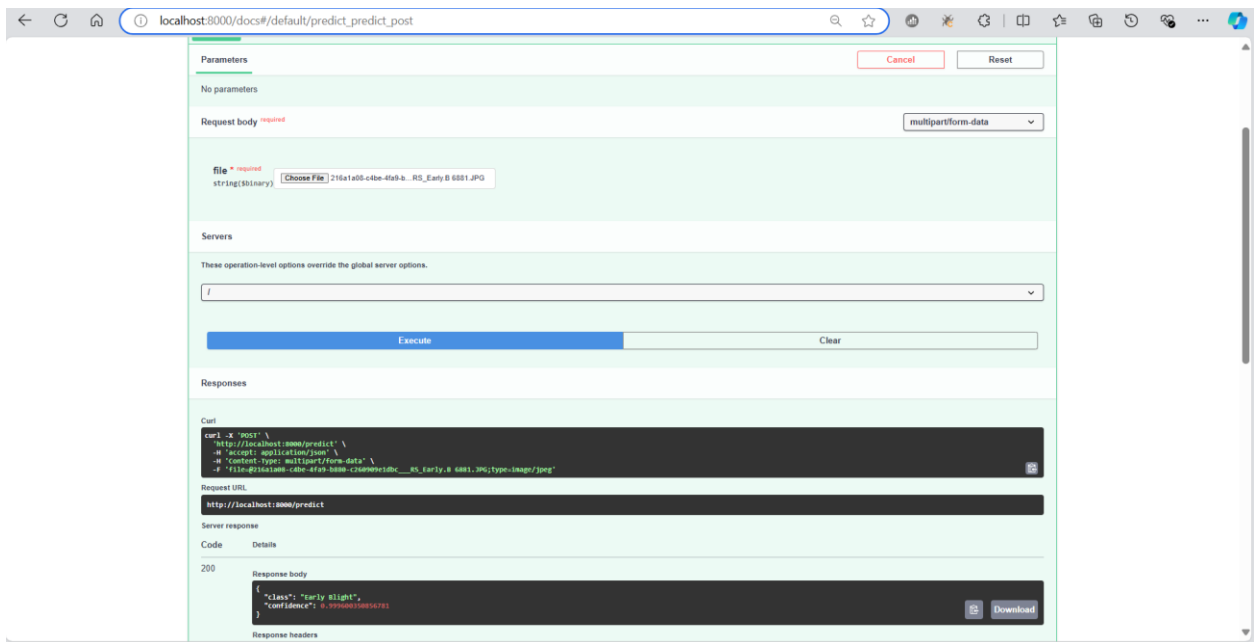 localhost:8000/docs#/default/predict_predict_post
Parameters
Cancel
Reset
No parameters
Request body required
multipart/form-data
file * required
string($binary)
Choose File 216a1a08-c4be-4fa9-b...RS_Early.B 6881.JPG
Servers
These operation-level options override the global server options.
/
Execute
Clear
Responses
Curl
curl -X 'POST' \
'http://localhost:8000/predict' \
-H 'accept: application/json' \
-H 'Content-Type: multipart/form-data' \
-F 'file=@216a1a08-c4be-4fa9-b880-c260909e1dbc___RS_Early.B 6881.JPG;type=image/jpeg'
Request URL
http://localhost:8000/predict
Server response
Code Details
200
Response body
{
"class": "Early Blight",
"confidence": 0.999600350856781
}
Download
Response headers